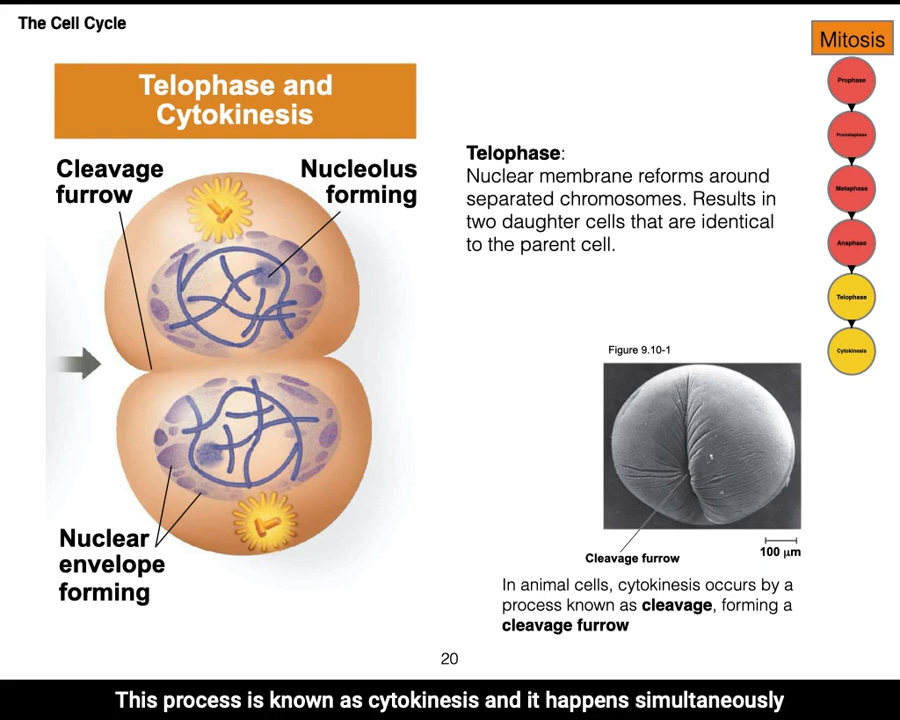 The Cell Cycle
Mitosis
Prophase
Prometaphase
Metaphase
Anaphase
Telophase
Cytokinesis
Telophase and
Cytokinesis
Cleavage
furrow
Nucleolus
forming
Nuclear
envelope
forming
Telophase:
Nuclear membrane reforms around
separated chromosomes. Results in
two daughter cells that are identical
to the parent cell.
Figure 9.10-1
Cleavage furrow
100 μm
In animal cells, cytokinesis occurs by a
process known as cleavage, forming a
cleavage furrow
20
This process is known as cytokinesis and it happens simultaneously